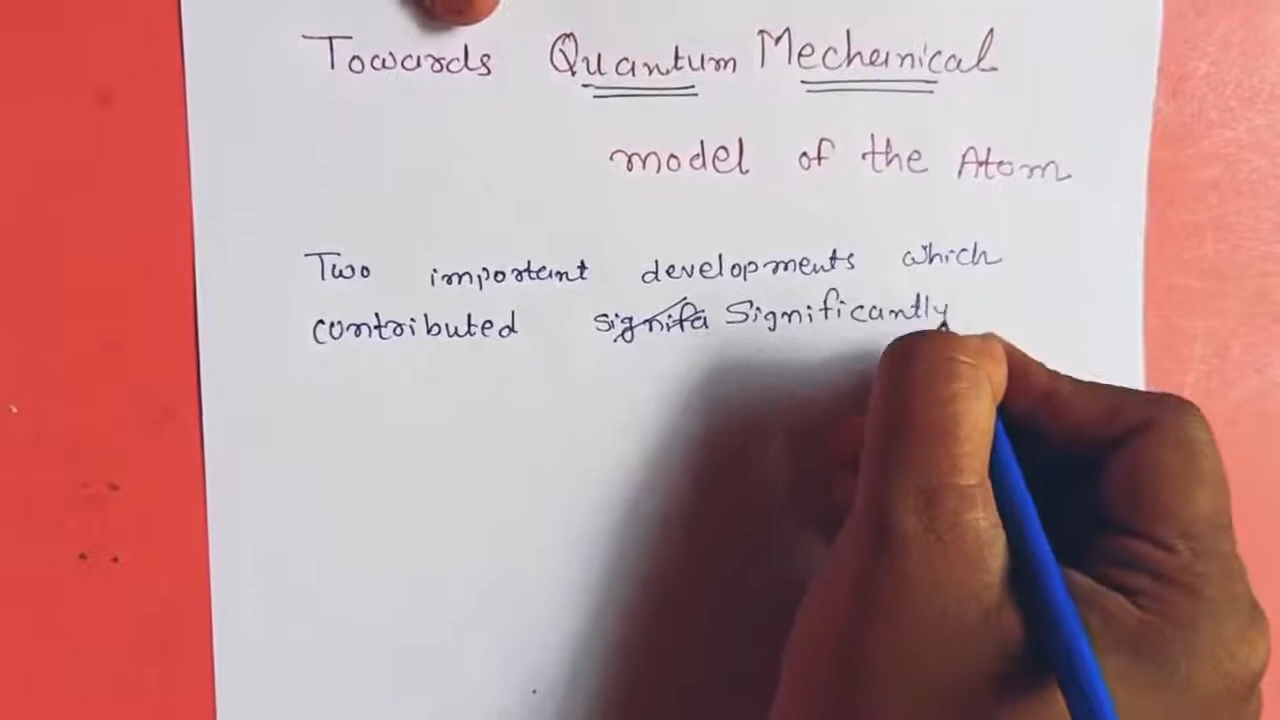 Towards Quantum Mechanical
model of the Atom
Two important developments which
contributed signifa Significantly